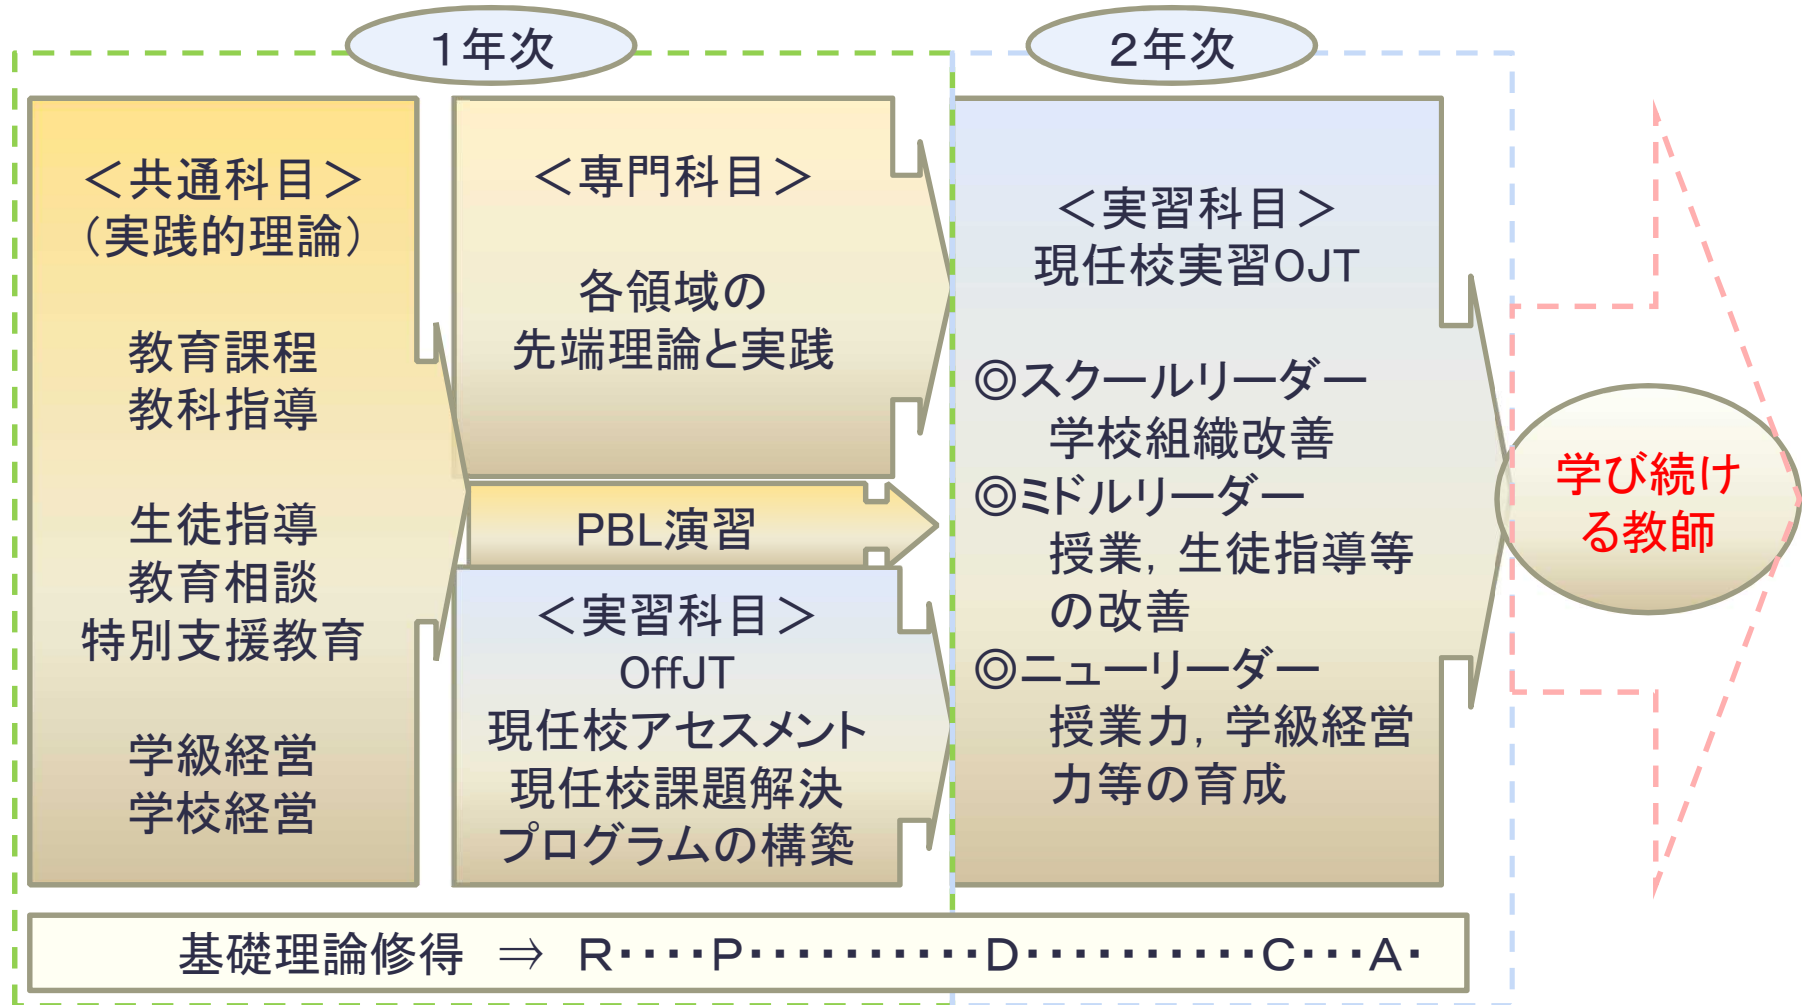 1年次
2年次
＜共通科目＞
（実践的理論）
教育課程
教科指導
生徒指導
教育相談
特別支援教育
学級経営
学校経営
＜専門科目＞
各領域の
先端理論と実践
PBL演習
＜実習科目＞
OffJT
現任校アセスメント
現任校課題解決
プログラムの構築
＜実習科目＞
現任校実習OJT
◎スクールリーダー
学校組織改善
◎ミドルリーダー
授業，生徒指導等
の改善
◎ニューリーダー
授業力，学級経営
力等の育成
学び続け
る教師
基礎理論修得 ⇒ R････P･･････････D･･････････C･･･A･